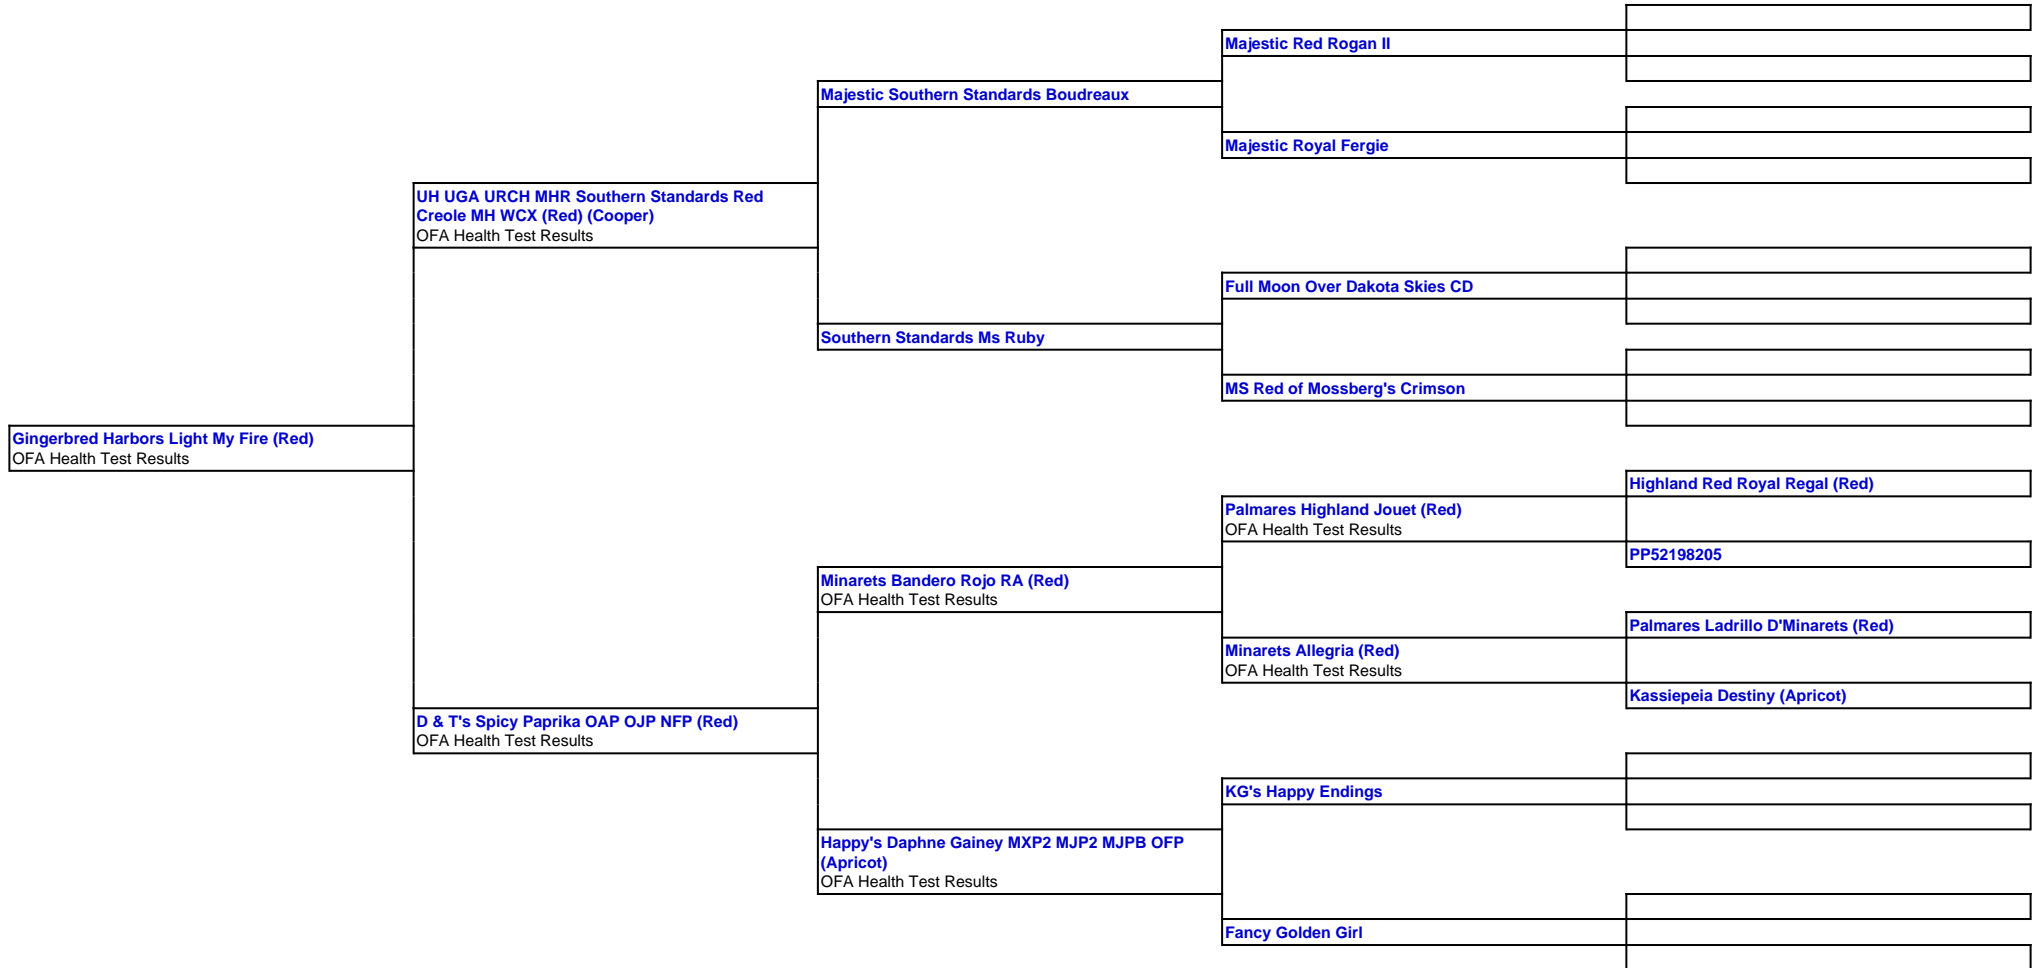 Majestic Red Rogan II
Majestic Southern Standards Boudreaux
Majestic Royal Fergie
UH UGA URCH MHR Southern Standards Red
Creole MH WCX (Red) (Cooper)
OFA Health Test Results
Full Moon Over Dakota Skies CD
Southern Standards Ms Ruby
MS Red of Mossberg's Crimson
Gingerbred Harbors Light My Fire (Red)
OFA Health Test Results
Highland Red Royal Regal (Red)
Palmares Highland Jouet (Red)
OFA Health Test Results
PP52198205
Minarets Bandero Rojo RA (Red)
OFA Health Test Results
Palmares Ladrillo D'Minarets (Red)
Minarets Allegria (Red)
OFA Health Test Results
Kassiepeia Destiny (Apricot)
D & T's Spicy Paprika OAP OJP NFP (Red)
OFA Health Test Results
KG's Happy Endings
Happy's Daphne Gainey MXP2 MJP2 MJPB OFP
(Apricot)
OFA Health Test Results
Fancy Golden Girl